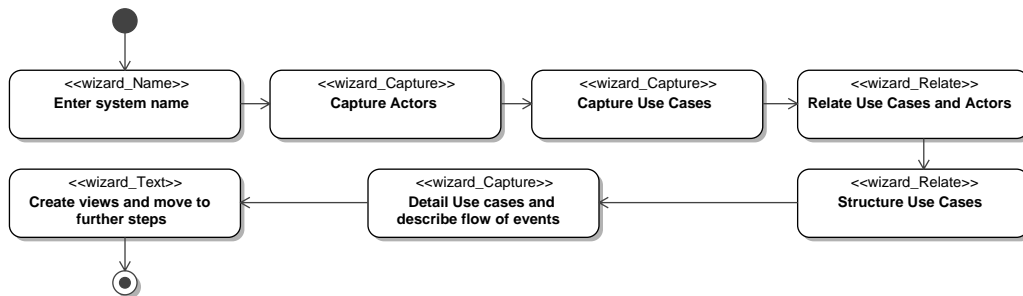 <<wizard_Name>>
Enter system name
<<wizard_Capture>>
Capture Actors
<<wizard_Capture>>
Capture Use Cases
<<wizard_Relate>>
Relate Use Cases and Actors
<<wizard_Relate>>
Structure Use Cases
<<wizard_Capture>>
Detail Use cases and
describe flow of events
<<wizard_Text>>
Create views and move to
further steps